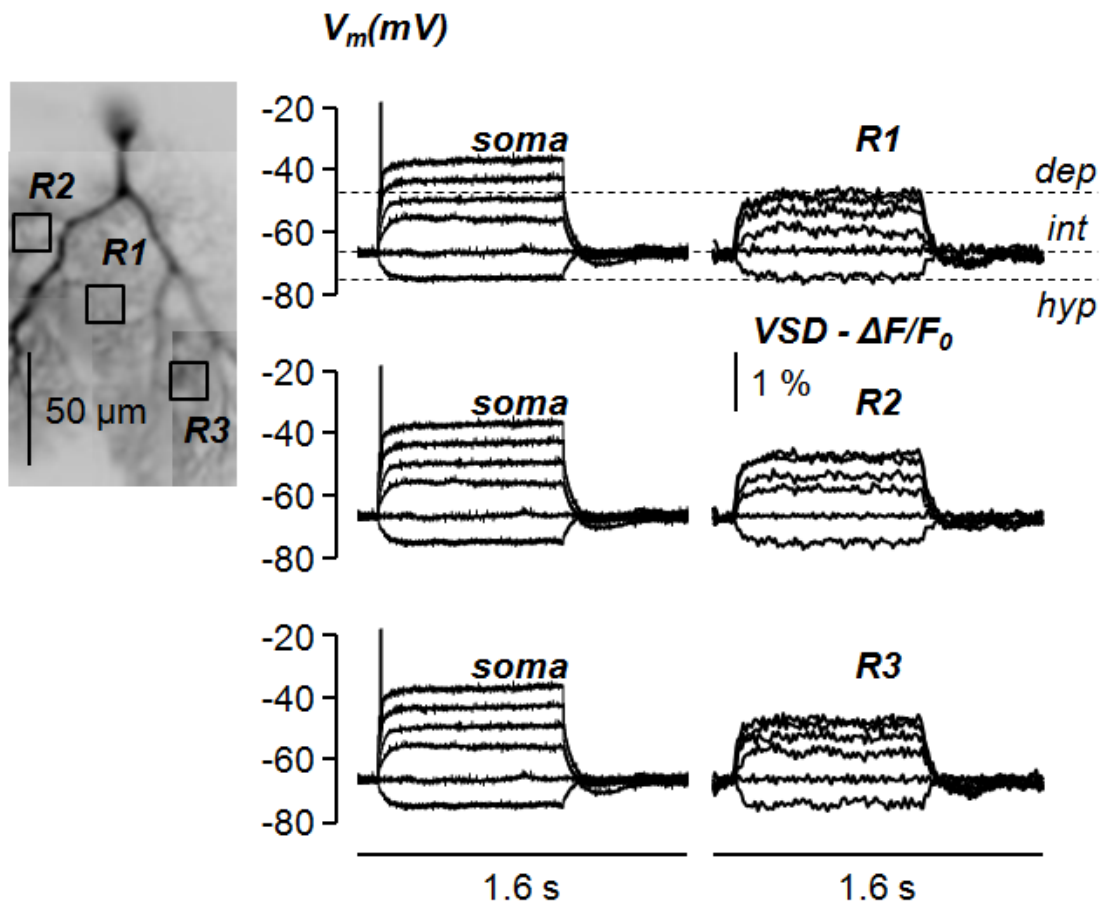 Vm(mV)
-20
-40
-60
-80
soma
R1
dep
int
hyp
R2
R1
R3
50 µm
VSD - ΔF/F0
1 %
-20
-40
-60
-80
soma
R2
-20
-40
-60
-80
soma
R3
1.6 s
1.6 s